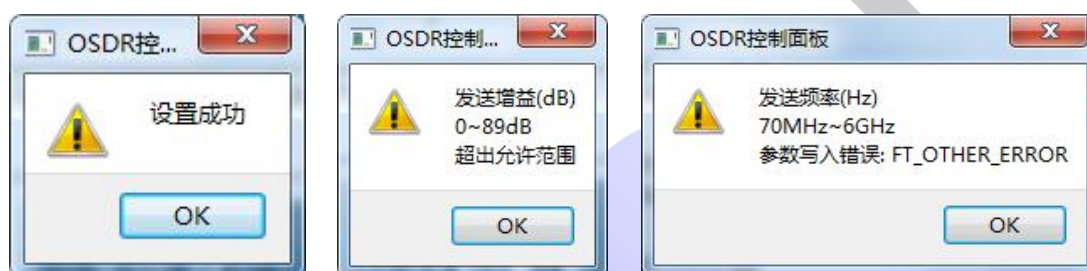 OSDR控...
设置成功
OK
OSDR控制...
发送增益(dB)
0~89dB
超出允许范围
OK
OSDR控制面板
发送频率(Hz)
70MHz~6GHz
参数写入错误: FT_OTHER_ERROR
OK